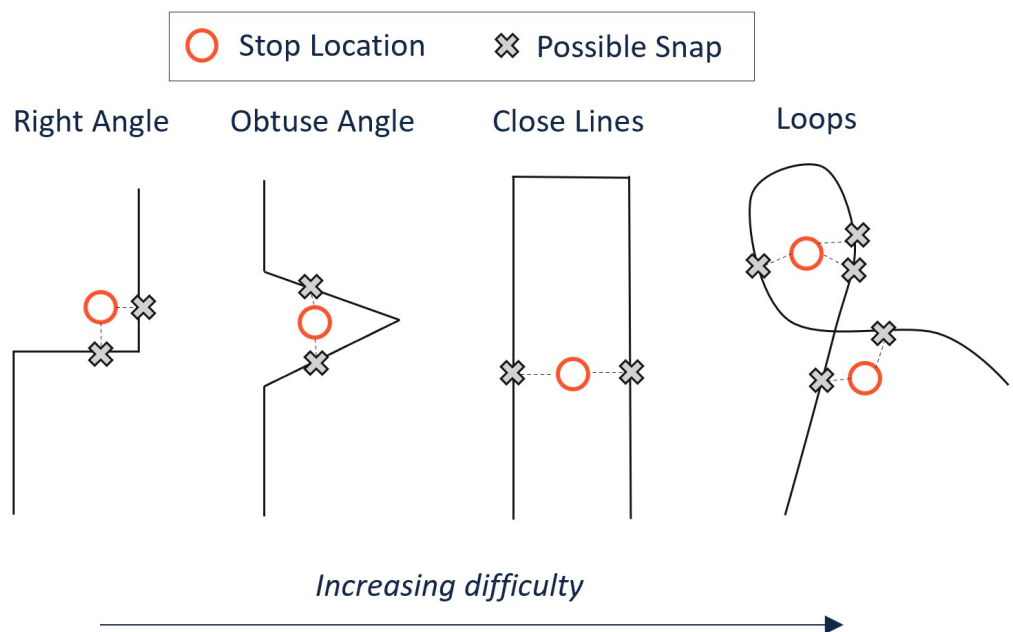 Stop Location
Possible Snap
Right Angle
Obtuse Angle
Close Lines
Loops
Increasing difficulty